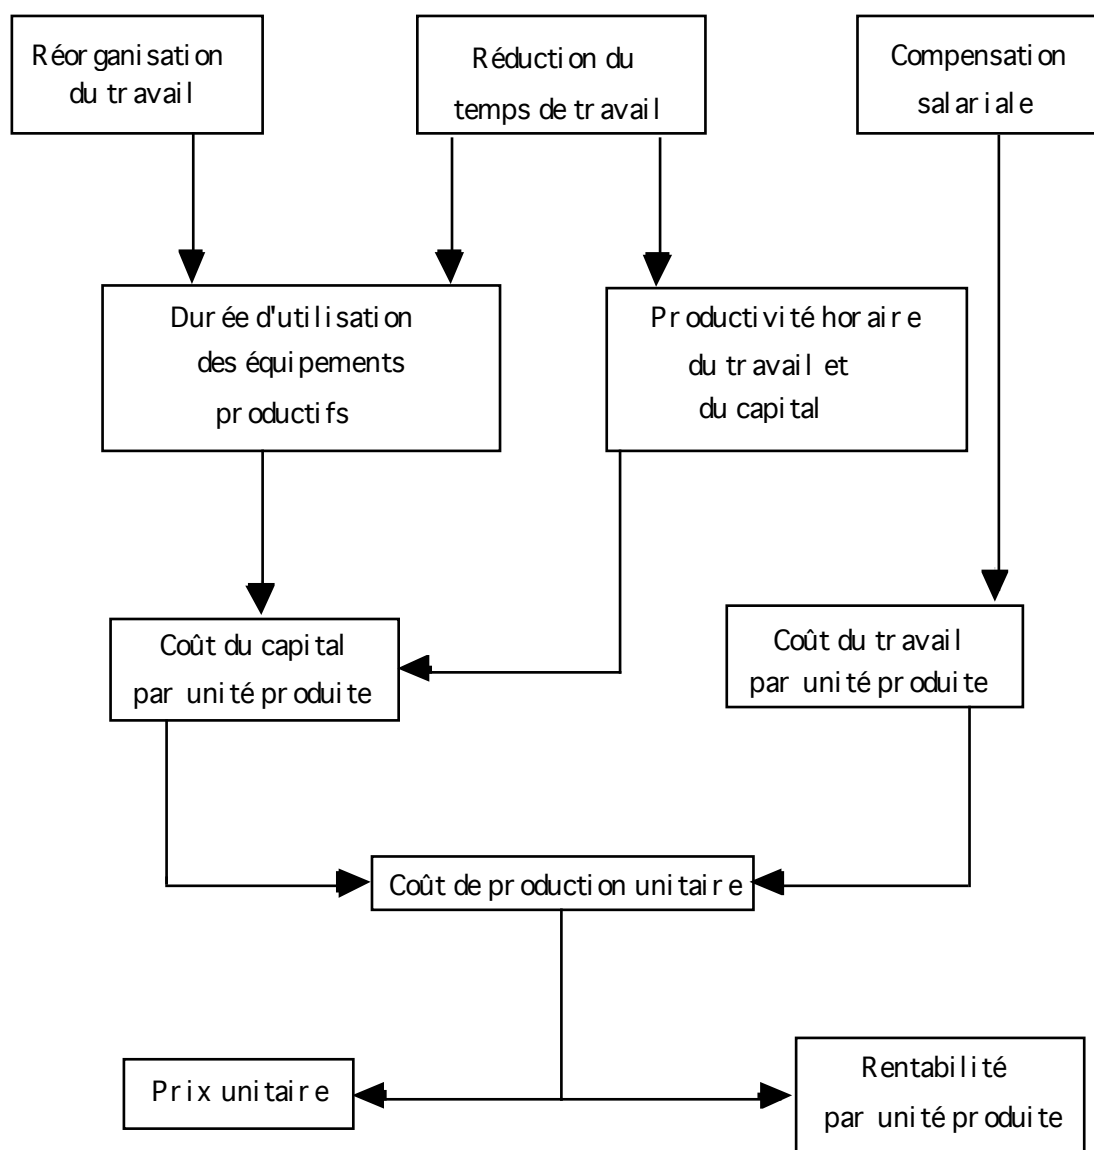 Réorganisation
du travail
Réduction du
temps de travail
Compensation
salariale
Durée d'utilisation
des équipements
productifs
Productivité horaire
du travail et
du capital
Coût du capital
par unité produite
Coût du travail
par unité produite
Coût de production unitaire
Prix unitaire
Rentabilité
par unité produite